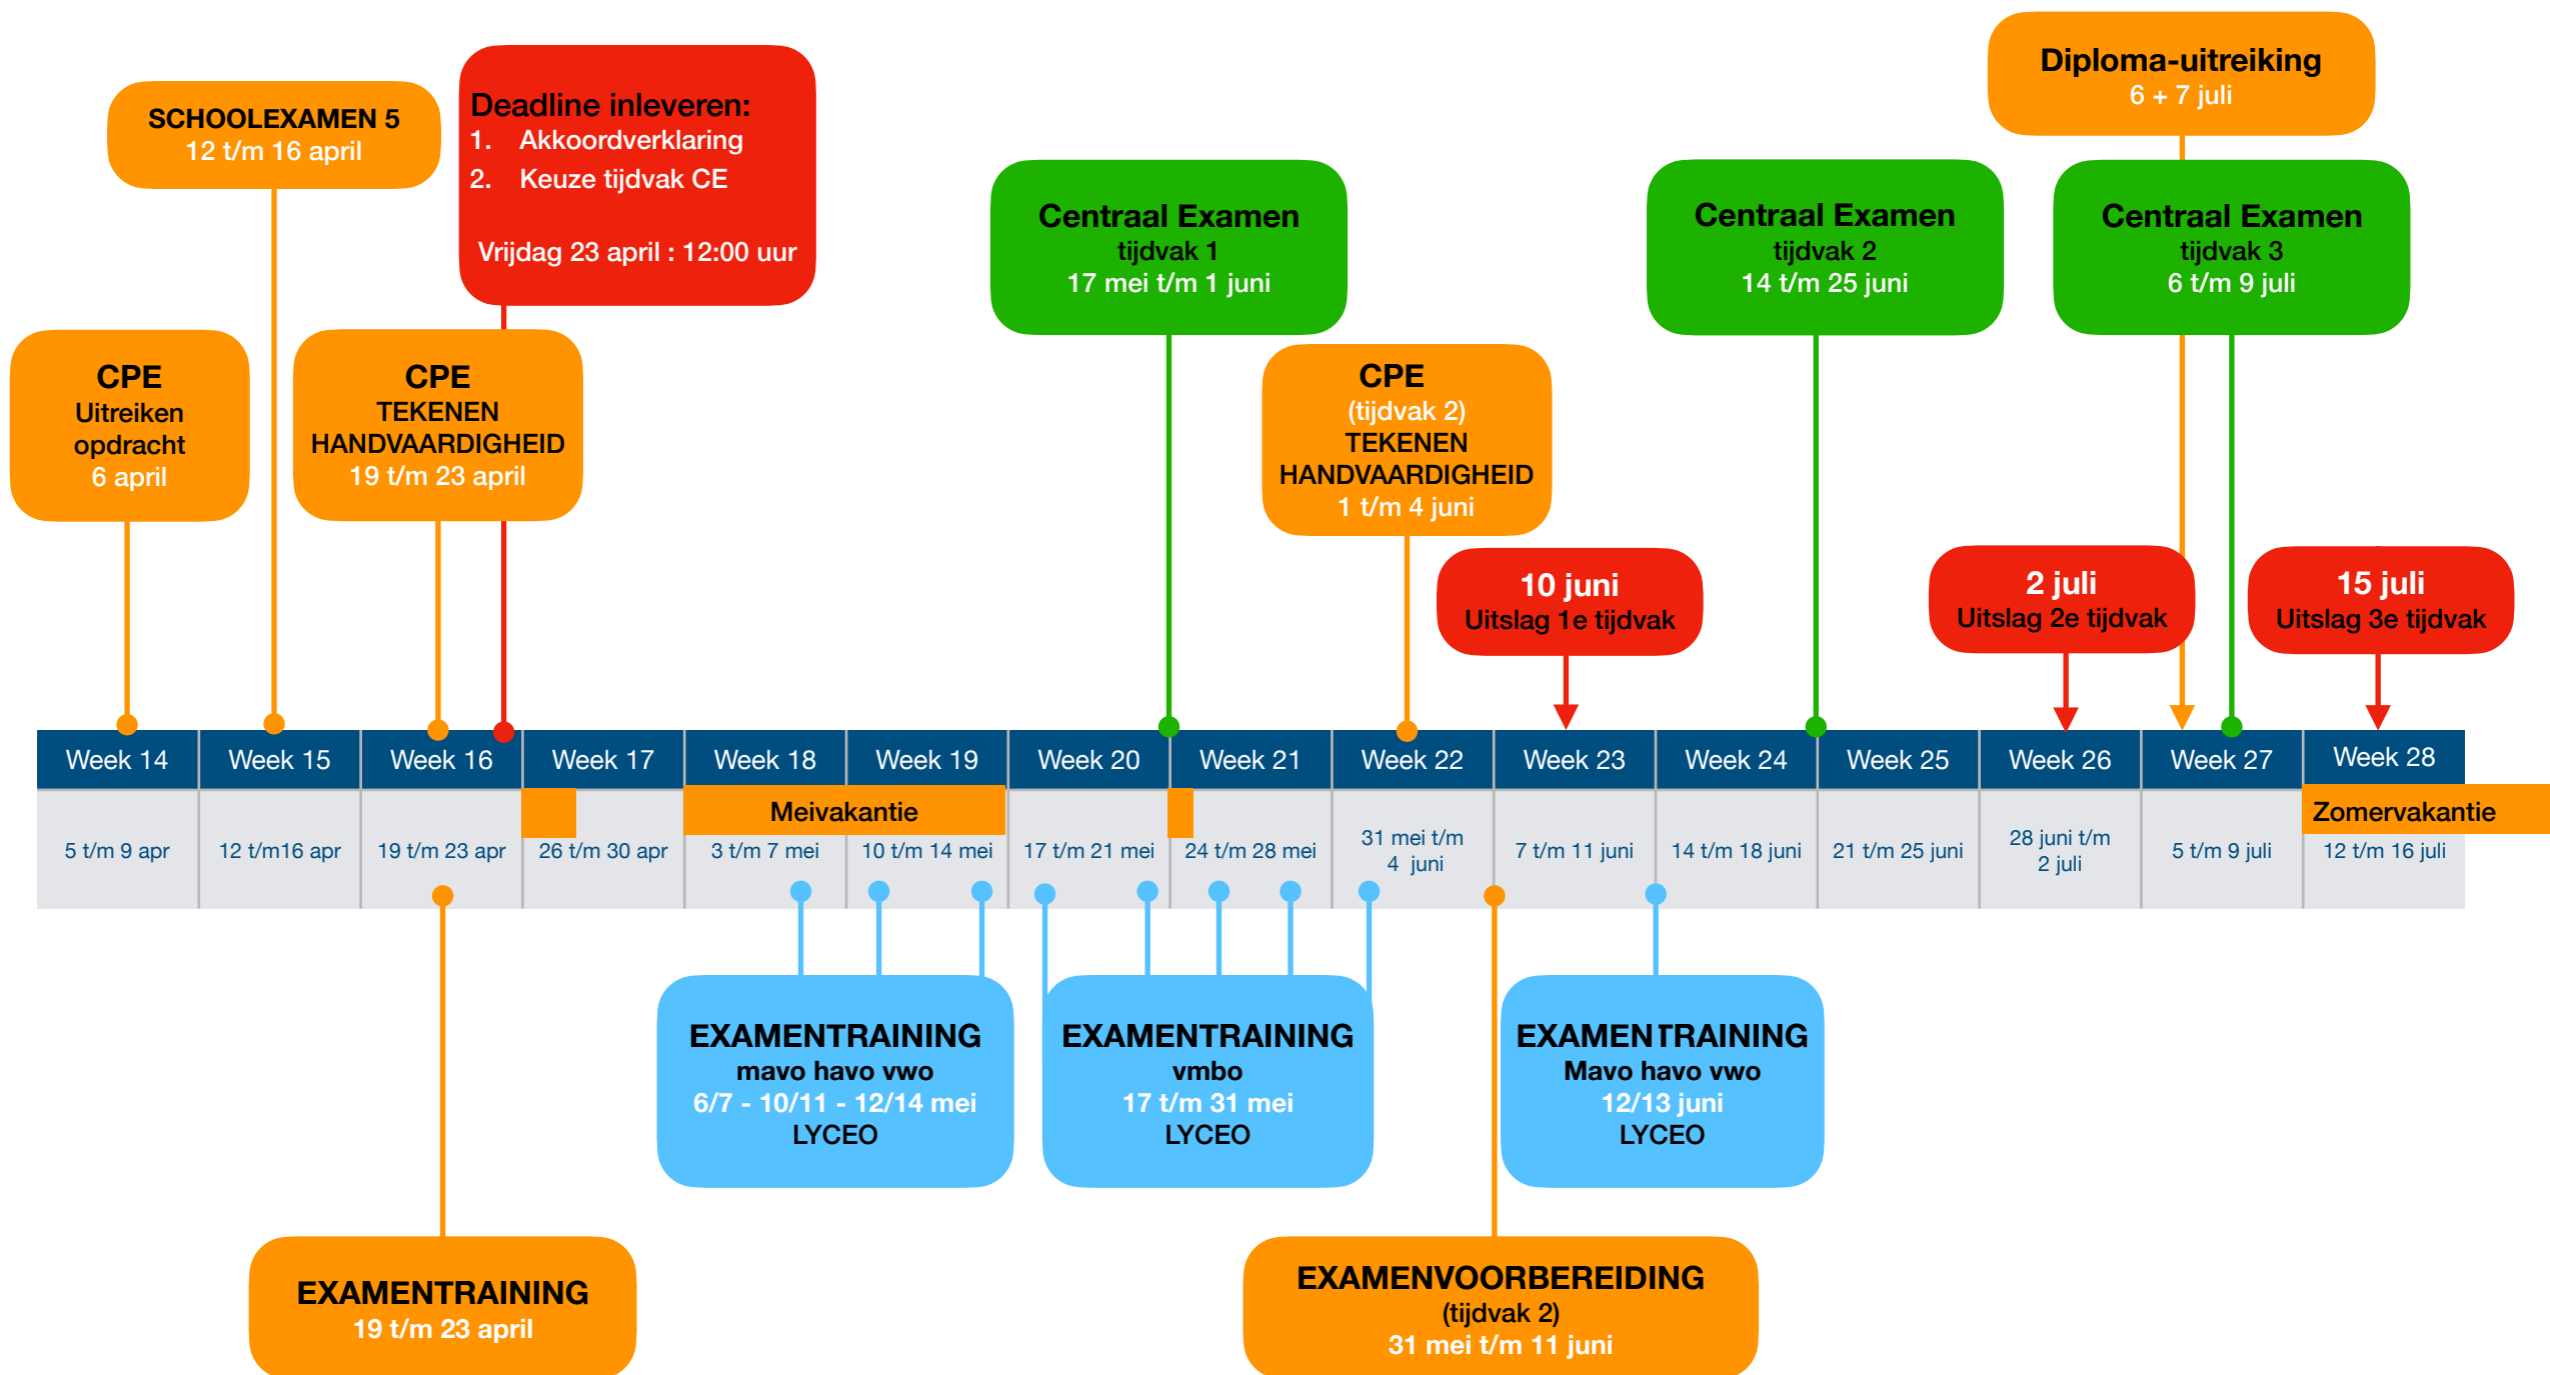 Diploma-uitreiking
6 + 7 juli
SCHOOLEXAMEN 5
12 t/m 16 april
Deadline inleveren:
1. Akkoordverklaring
2. Keuze tijdvak CE
Vrijdag 23 april : 12:00 uur
Centraal Examen
tijdvak 1
17 mei t/m 1 juni
Centraal Examen
tijdvak 2
14 t/m 25 juni
Centraal Examen
tijdvak 3
6 t/m 9 juli
CPE
Uitreiken
opdracht
6 april
CPE
TEKENEN
HANDVAARDIGHEID
19 t/m 23 april
CPE
(tijdvak 2)
TEKENEN
HANDVAARDIGHEID
1 t/m 4 juni
10 juni
Uitslag 1e tijdvak
2 juli
Uitslag 2e tijdvak
15 juli
Uitslag 3e tijdvak
Week 14 Week 15 Week 16 Week 17 Week 18 Week 19 Week 20 Week 21 Week 22 Week 23 Week 24 Week 25 Week 26 Week 27 Week 28
Meivakantie
Zomervakantie
5 t/m 9 apr
12 t/m16 apr
19 t/m 23 apr
26 t/m 30 apr
3 t/m 7 mei
10 t/m 14 mei
17 t/m 21 mei
24 t/m 28 mei
31 mei t/m
4 juni
7 t/m 11 juni
14 t/m 18 juni
21 t/m 25 juni
28 juni t/m
2 juli
5 t/m 9 juli
12 t/m 16 juli
EXAMENTRAINING
mavo havo vwo
6/7 - 10/11 - 12/14 mei
LYCEO
EXAMENTRAINING
vmbo
17 t/m 31 mei
LYCEO
EXAMENTRAINING
Mavo havo vwo
12/13 juni
LYCEO
EXAMENTRAINING
19 t/m 23 april
EXAMENVOORBEREIDING
(tijdvak 2)
31 mei t/m 11 juni